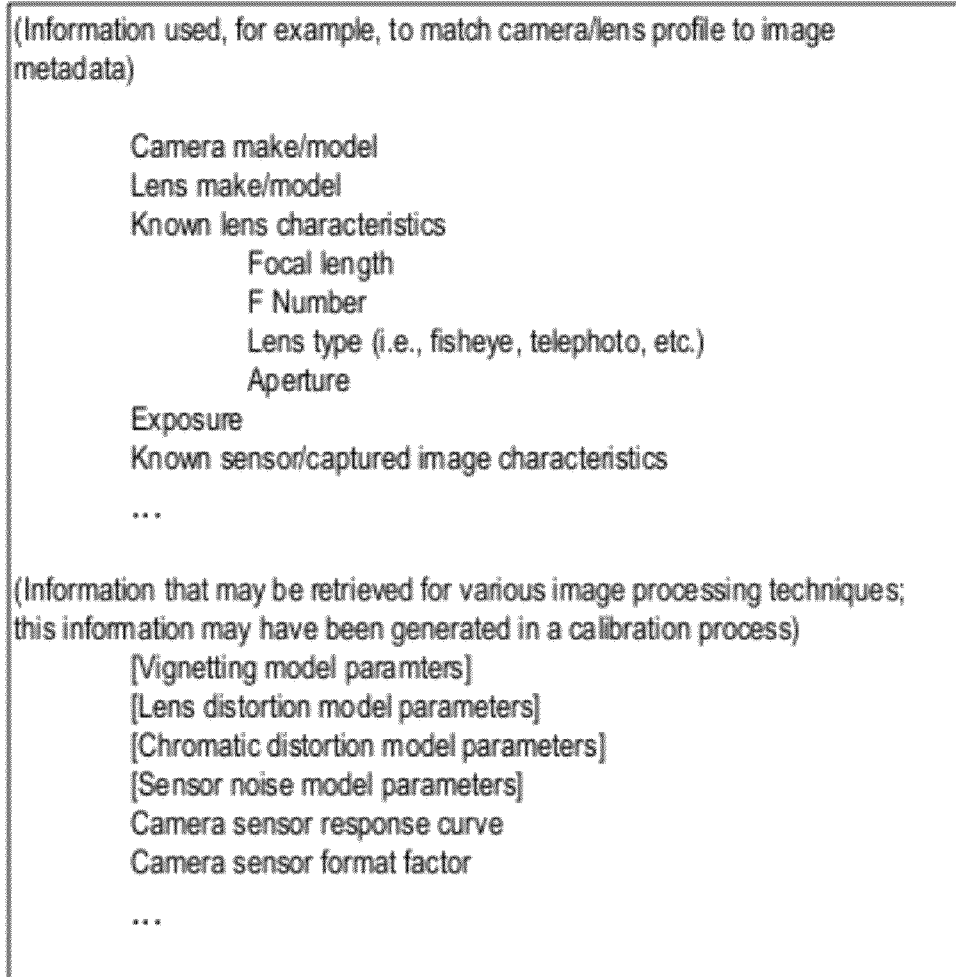 (Information used, for example, to match camera/lens profile to image
metadata)
Camera make/model
Lens make/model
Known lens characteristics
Focal length
F Number
Lens type (i.e., fisheye, telephoto, etc.)
Aperture
Exposure
Known sensor/captured image characteristics
...
(Information that may be retrieved for various image processing techniques;
this information may have been generated in a calibration process)
[Vignetting model paramters]
[Lens distortion model parameters]
[Chromatic distortion model parameters]
[Sensor noise model parameters]
Camera sensor response curve
Camera sensor format factor
...